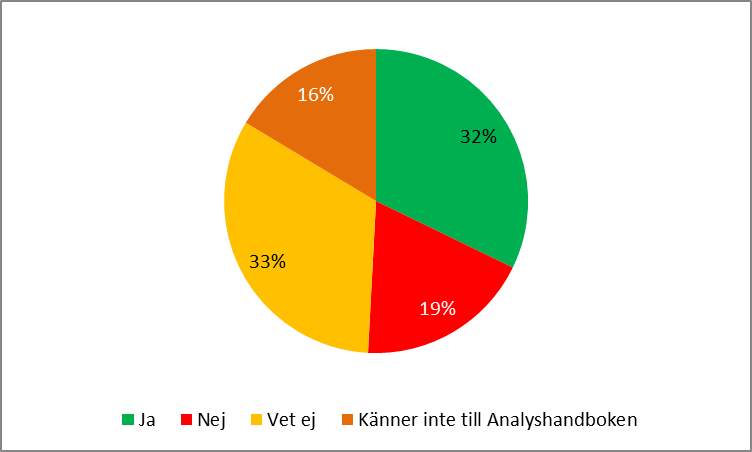 16%
32%
33%
19%
Ja Nej Vet ej Känner inte till Analyshandboken